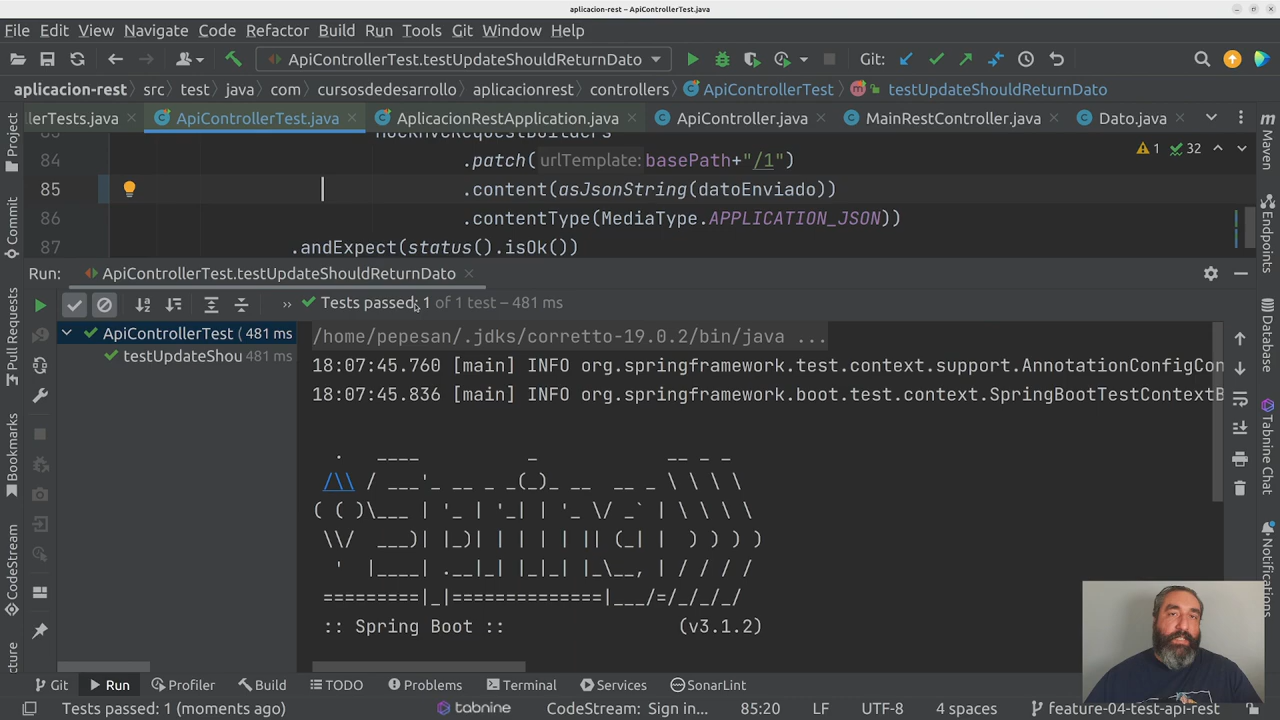 aplicacion-rest – ApiControllerTest.java
File Edit View Navigate Code Refactor Build Run Tools Git Window Help
ApiControllerTest.testUpdateShouldReturnDato Git:
aplicacion-rest src test java com cursosdedesarrollo aplicacionrest controllers ApiControllerTest testUpdateShouldReturnDato
lerTests.java ApiControllerTest.java AplicacionRestApplication.java ApiController.java MainRestController.java Dato.java
84 .patch( urlTemplate: basePath+"/1")
1 32
85 .content(asJsonString(datoEnviado))
86 .contentType(MediaType.APPLICATION_JSON))
87 .andExpect(status().isOk())
Run: ApiControllerTest.testUpdateShouldReturnDato
Tests passed: 1 of 1 test – 481 ms
ApiControllerTest ( 481 ms
testUpdateShou 481 ms
/home/pepesan/.jdks/corretto-19.0.2/bin/java ...
18:07:45.760 [main] INFO org.springframework.test.context.support.AnnotationConfigCon
18:07:45.836 [main] INFO org.springframework.boot.test.context.SpringBootTestContextB
:: Spring Boot :: (v3.1.2)
Project
Commit
Pull Requests
Bookmarks
CodeStream
cture
Maven
Endpoints
Database
Tabnine Chat
Notifications
Git Run Profiler Build TODO Problems Terminal Services SonarLint
Tests passed: 1 (moments ago) tabnine CodeStream: Sign in... 85:20 LF UTF-8 4 spaces feature-04-test-api-rest